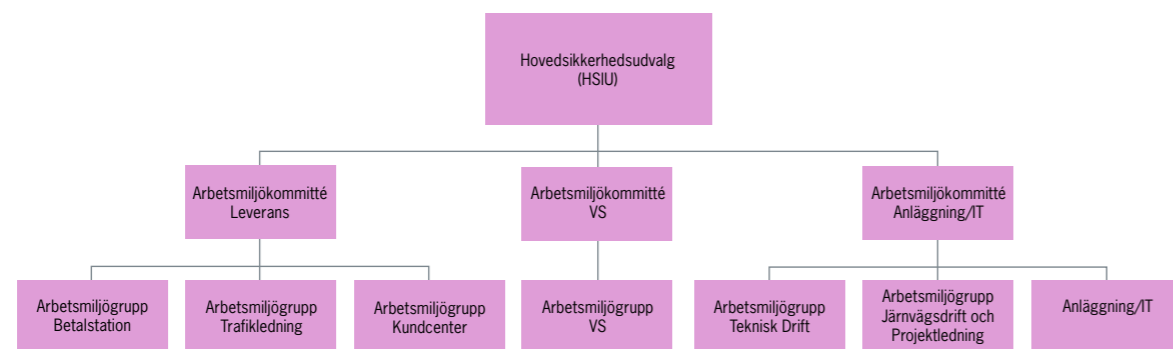 Hovedsikkerhedsudvalg
(HSIU)
Arbetsmiljökommitté
Leverans
Arbetsmiljökommitté
VS
Arbetsmiljökommitté
Anläggning/IT
Arbetsmiljögrupp
Betalstation
Arbetsmiljögrupp
Trafikledning
Arbetsmiljögrupp
Kundcenter
Arbetsmiljögrupp
VS
Arbetsmiljögrupp
Teknisk Drift
Arbetsmiljögrupp
Järnvägsdrift och
Projektledning
Anläggning/IT